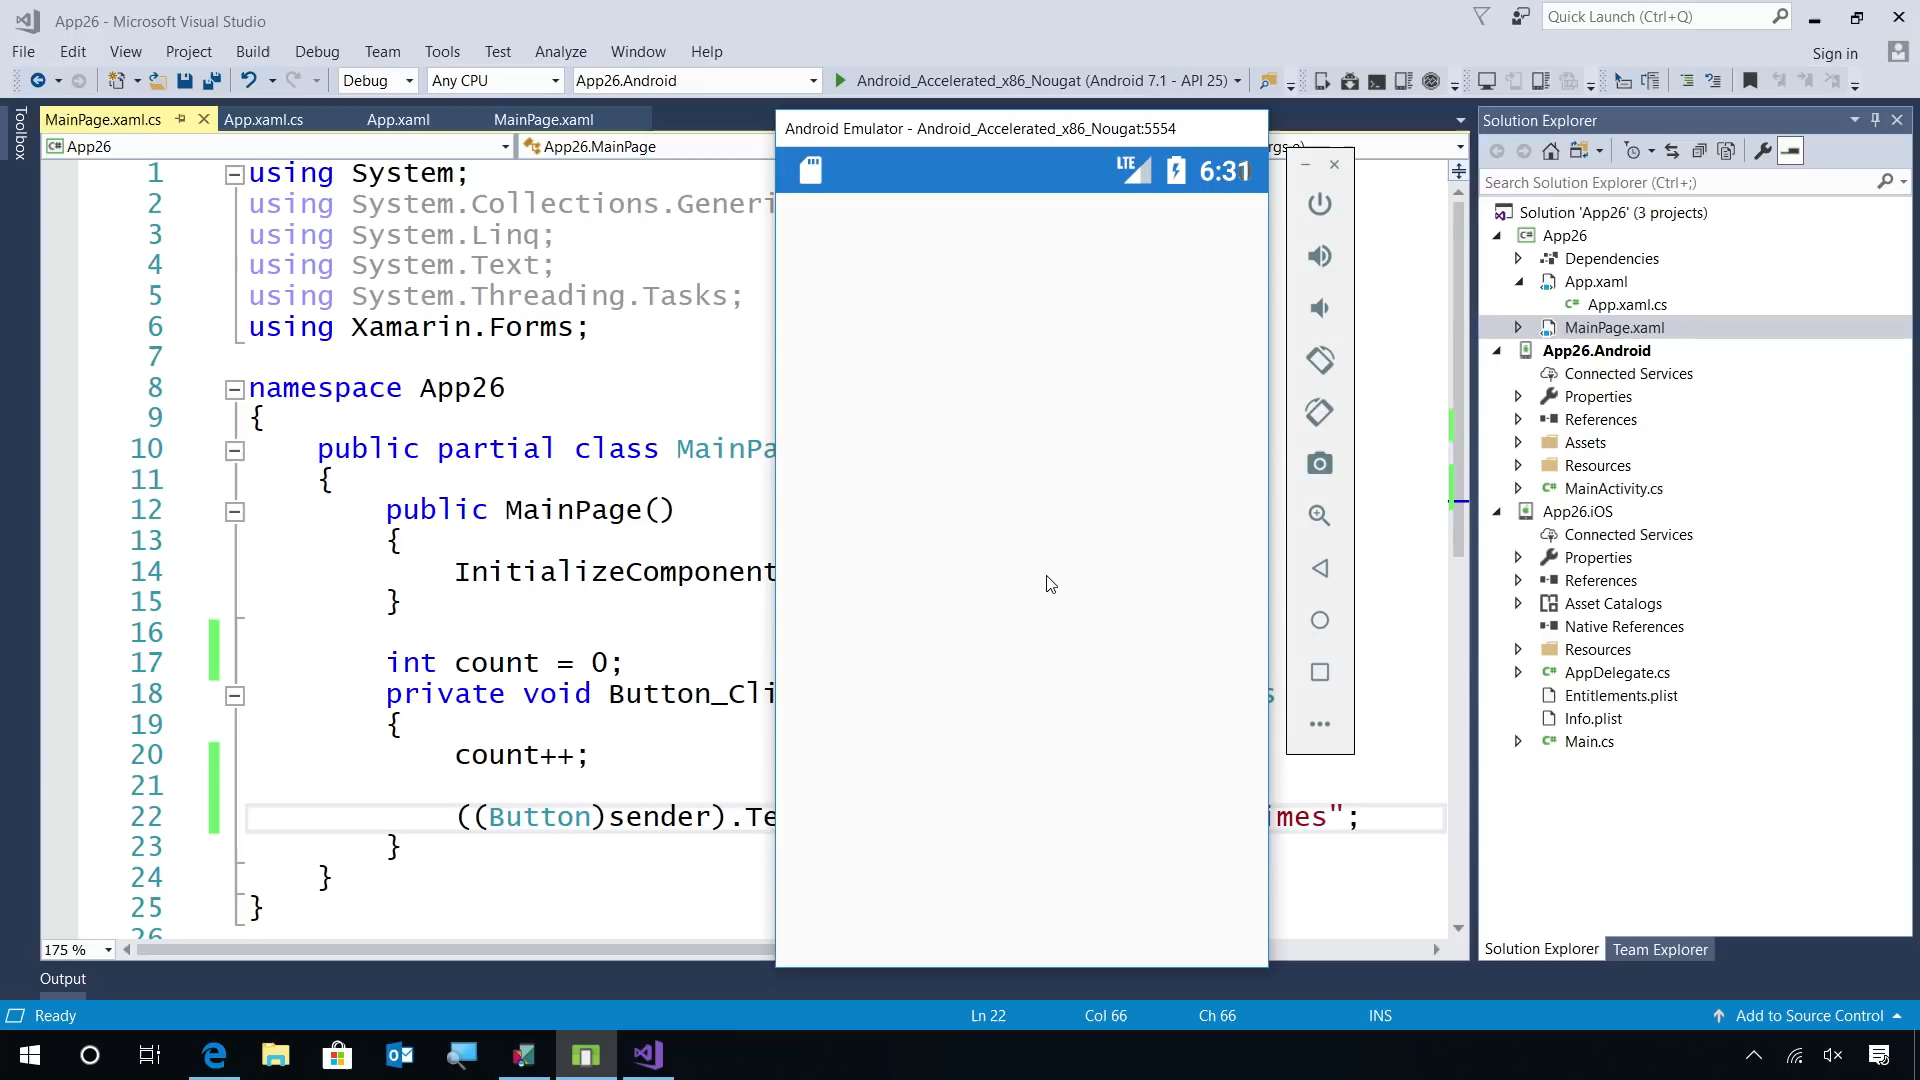 App26 - Microsoft Visual Studio
Quick Launch (Ctrl+Q)
File Edit View Project Build Debug Team Tools Test Analyze Window Help
Sign in
Debug Any CPU App26.Android Android_Accelerated_x86_Nougat (Android 7.1 - API 25)
Toolbox
MainPage.xaml.cs App.xaml.cs App.xaml MainPage.xaml
App26 App26.MainPage
1 using System;
2 using System.Collections.Generi
3 using System.Linq;
4 using System.Text;
5 using System.Threading.Tasks;
6 using Xamarin.Forms;
7
8 namespace App26
9 {
10 public partial class MainPa
11 {
12 public MainPage()
13 {
14 InitializeComponent
15 }
16
17 int count = 0;
18 private void Button_Cli s
19 {
20 count++;
21
22 ((Button)sender).Te imes";
23 }
24 }
25 }
26
175 %
Output
Android Emulator - Android_Accelerated_x86_Nougat:5554
LTE 6:31
Solution Explorer
Search Solution Explorer (Ctrl+;)
Solution 'App26' (3 projects)
App26
Dependencies
App.xaml
App.xaml.cs
MainPage.xaml
App26.Android
Connected Services
Properties
References
Assets
Resources
MainActivity.cs
App26.iOS
Connected Services
Properties
References
Asset Catalogs
Native References
Resources
AppDelegate.cs
Entitlements.plist
Info.plist
Main.cs
Solution Explorer Team Explorer
Ready Ln 22 Col 66 Ch 66 INS Add to Source Control